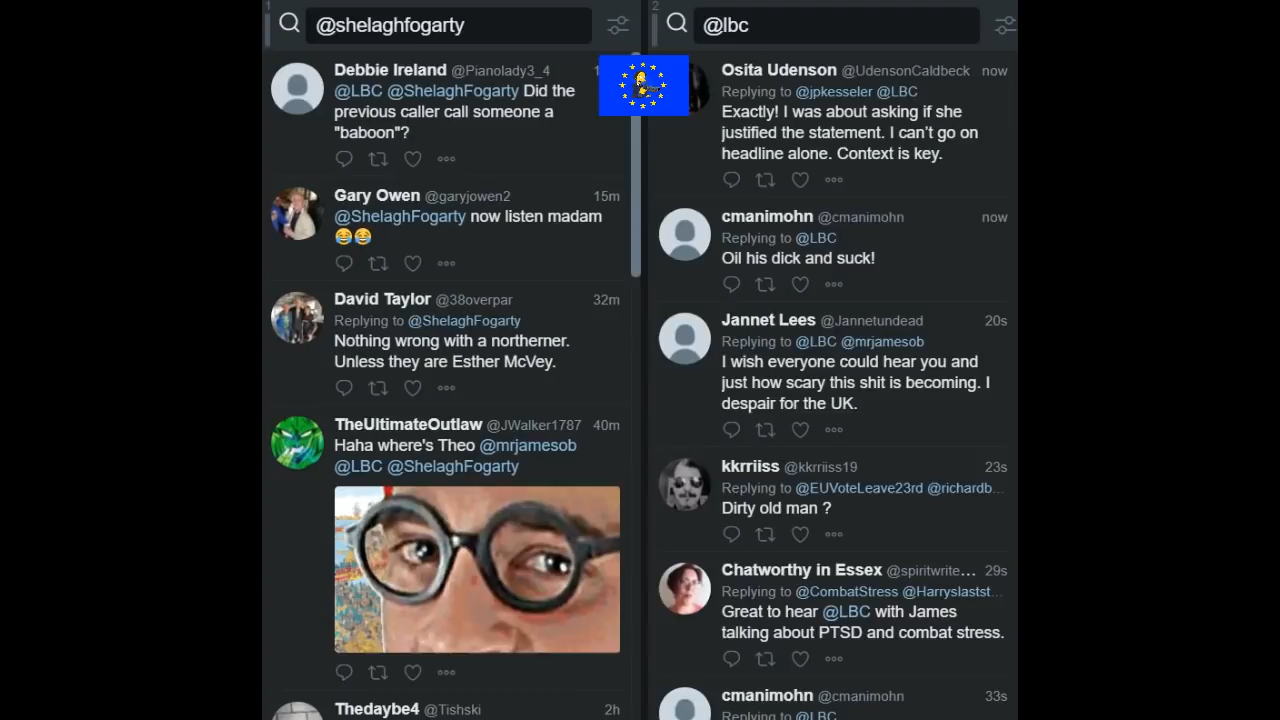 1
@shelaghfogarty
Debbie Ireland @Pianolady3_4
@LBC @ShelaghFogarty Did the
previous caller call someone a
"baboon"?
Gary Owen @garyjowen2 15m
@ShelaghFogarty now listen madam
😂😂
David Taylor @38overpar 32m
Replying to @ShelaghFogarty
Nothing wrong with a northerner.
Unless they are Esther McVey.
TheUltimateOutlaw @JWalker1787 40m
Haha where's Theo @mrjamesob
@LBC @ShelaghFogarty
Thedaybe4 @Tishski 2h
2
@lbc
Osita Udenson @UdensonCaldbeck now
Replying to @jpkesseler @LBC
Exactly! I was about asking if she
justified the statement. I can't go on
headline alone. Context is key.
cmanimohn @cmanimohn now
Replying to @LBC
Oil his dick and suck!
Jannet Lees @Jannetundead 20s
Replying to @LBC @mrjamesob
I wish everyone could hear you and
just how scary this shit is becoming. I
despair for the UK.
kkrriiss @kkrriiss19 23s
Replying to @EUVoteLeave23rd @richardb…
Dirty old man ?
Chatworthy in Essex @spiritwrite… 29s
Replying to @CombatStress @Harryslastst…
Great to hear @LBC with James
talking about PTSD and combat stress.
cmanimohn @cmanimohn 33s
Replying to @LBC